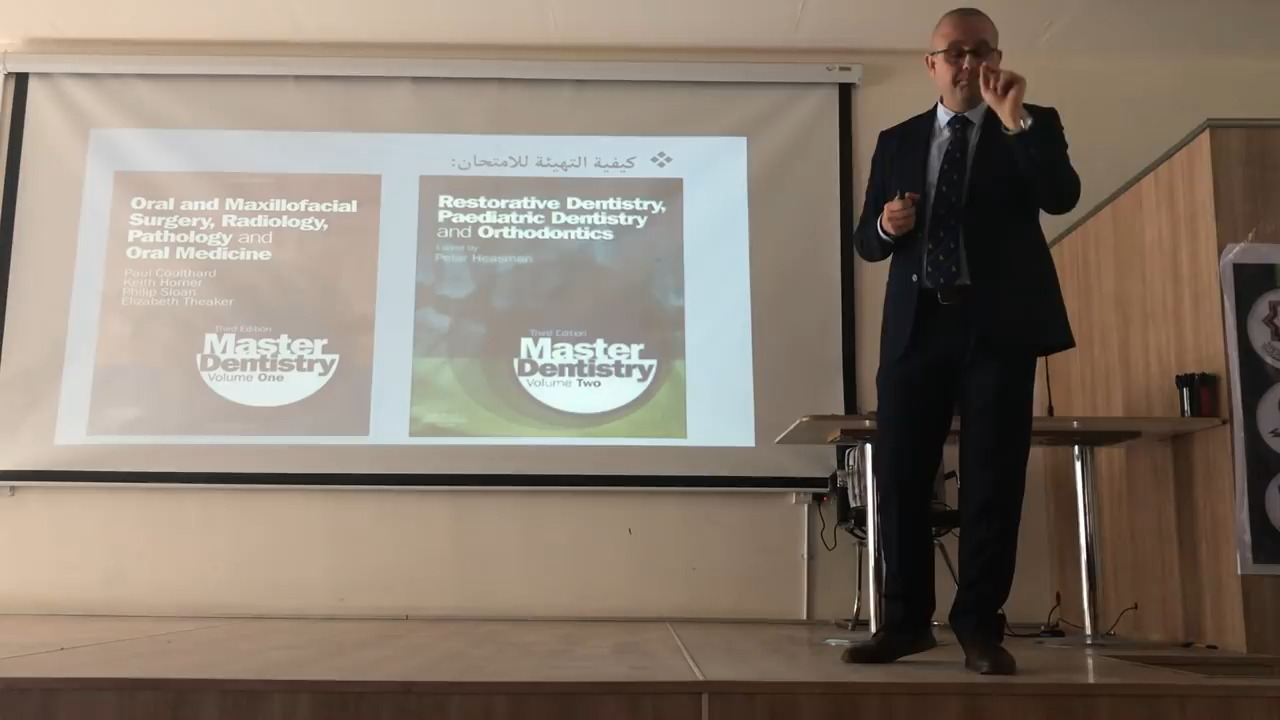 ❖ كيفية التهيئة للامتحان:
Oral and Maxillofacial
Surgery, Radiology,
Pathology and
Oral Medicine
Paul Coulthard
Keith Horner
Philip Sloan
Elizabeth Theaker
Third Edition
Master
Dentistry
Volume One
Restorative Dentistry,
Paediatric Dentistry
and Orthodontics
Edited by
Peter Heasman
Third Edition
Master
Dentistry
Volume Two